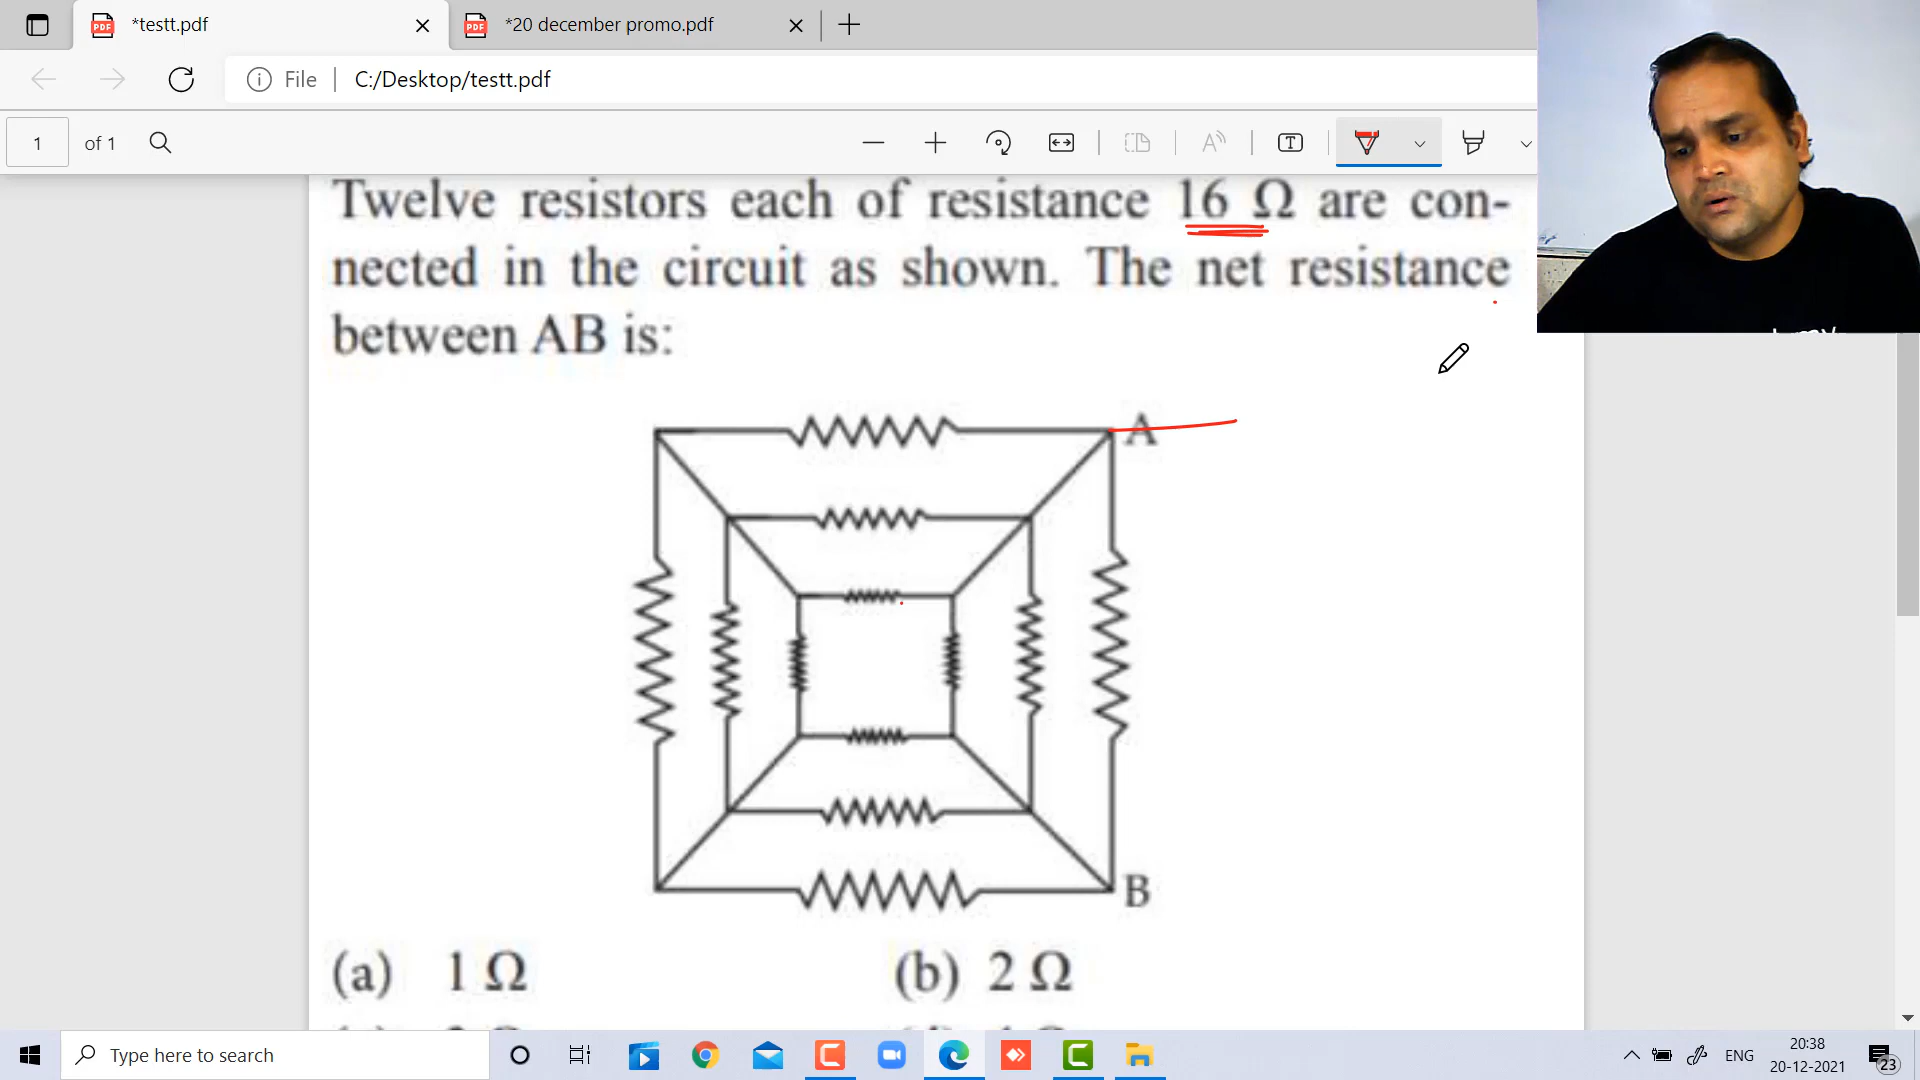 *testt.pdf
*20 december promo.pdf
File
C:/Desktop/testt.pdf
1 of 1
Twelve resistors each of resistance 16 Ω are con-
nected in the circuit as shown. The net resistance
between AB is:
A
B
(a) 1 Ω
(b) 2 Ω
Type here to search
ENG
20:38
20-12-2021
23